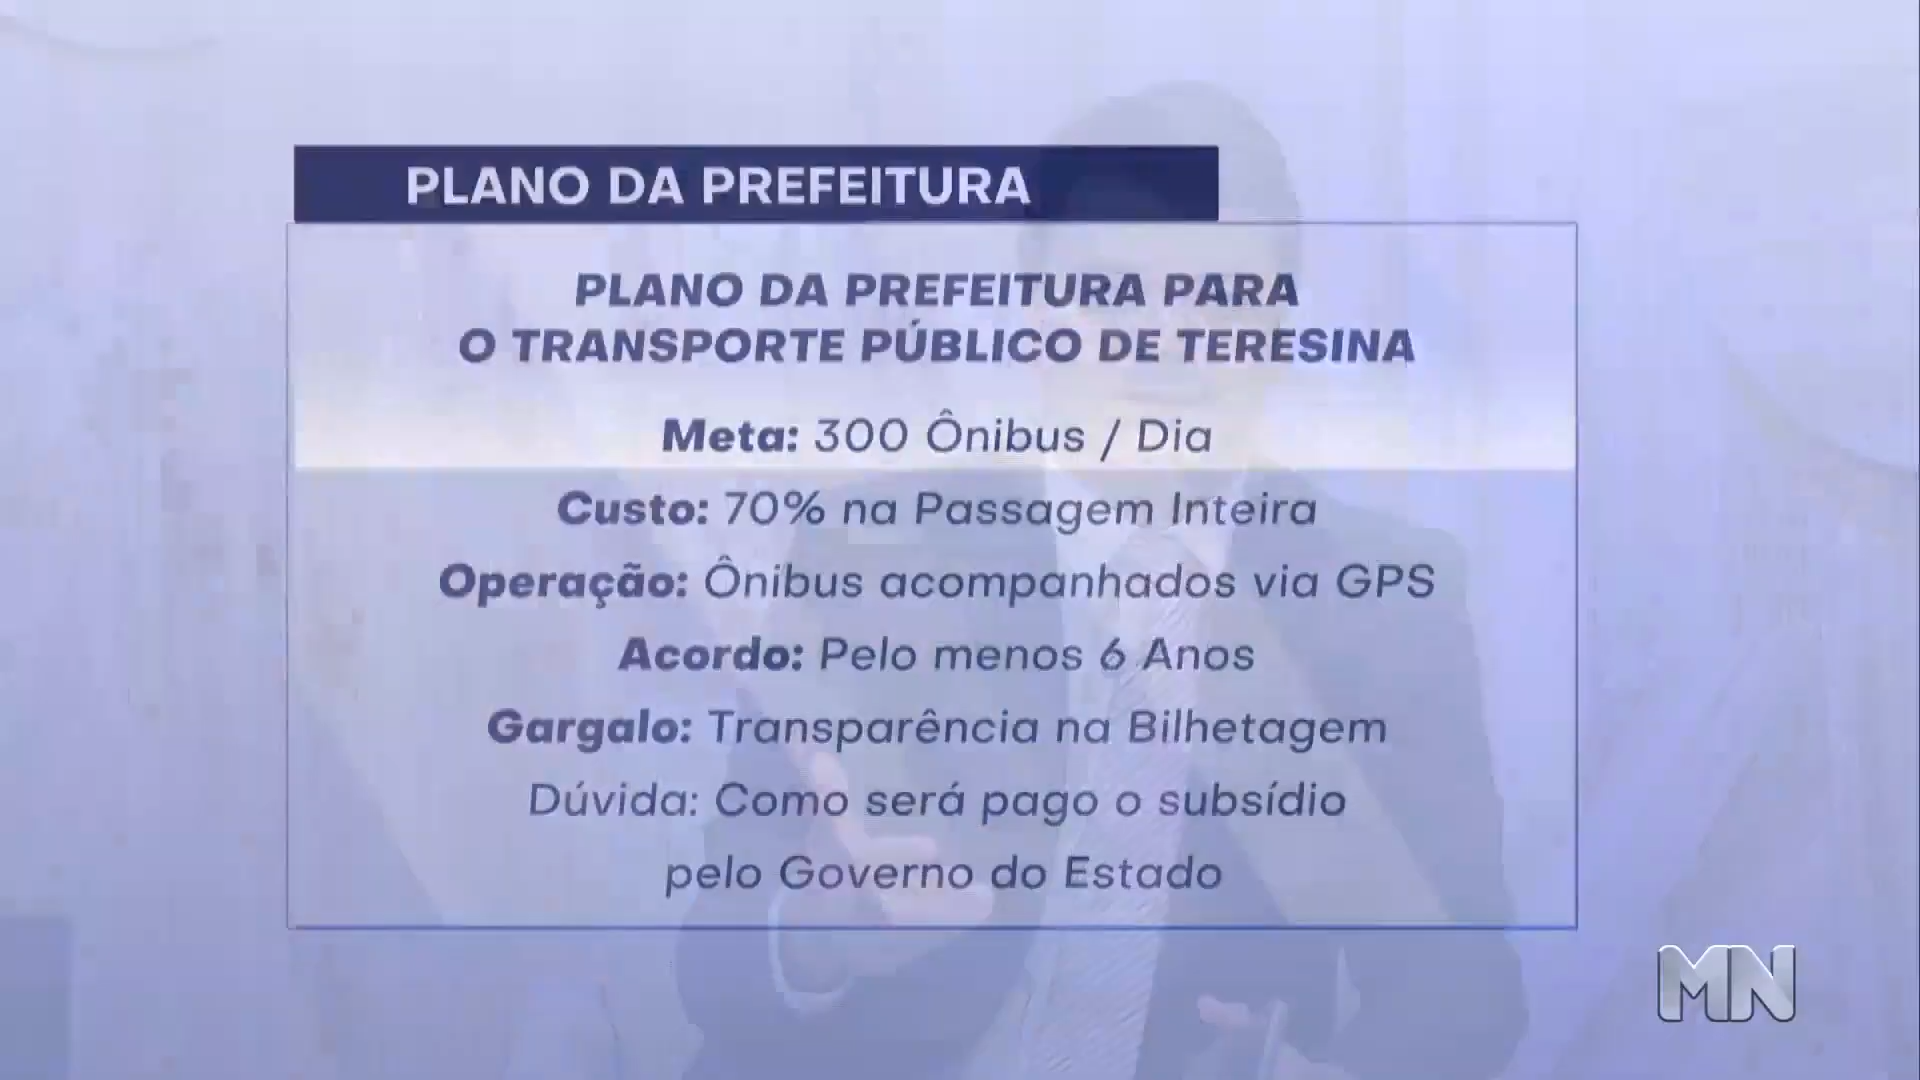 PLANO DA PREFEITURA
PLANO DA PREFEITURA PARA
O TRANSPORTE PÚBLICO DE TERESINA
Meta: 300 Ônibus / Dia
Custo: 70% na Passagem Inteira
Operação: Ônibus acompanhados via GPS
Acordo: Pelo menos 6 Anos
Gargalo: Transparência na Bilhetagem
Dúvida: Como será pago o subsídio
pelo Governo do Estado
MN